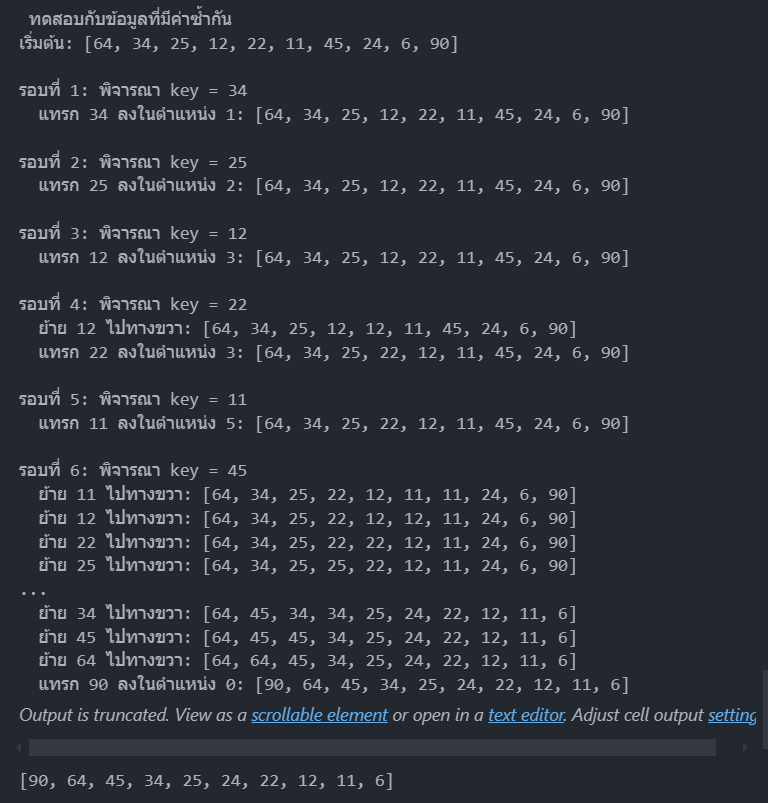 ทดสอบกับข้อมูลที่มีค่าซ้ำกัน
เริ่มต้น: [64, 34, 25, 12, 22, 11, 45, 24, 6, 90]
รอบที่ 1: พิจารณา key = 34
แทรก 34 ลงในตำแหน่ง 1: [64, 34, 25, 12, 22, 11, 45, 24, 6, 90]
รอบที่ 2: พิจารณา key = 25
แทรก 25 ลงในตำแหน่ง 2: [64, 34, 25, 12, 22, 11, 45, 24, 6, 90]
รอบที่ 3: พิจารณา key = 12
แทรก 12 ลงในตำแหน่ง 3: [64, 34, 25, 12, 22, 11, 45, 24, 6, 90]
รอบที่ 4: พิจารณา key = 22
ย้าย 12 ไปทางขวา: [64, 34, 25, 12, 12, 11, 45, 24, 6, 90]
แทรก 22 ลงในตำแหน่ง 3: [64, 34, 25, 22, 12, 11, 45, 24, 6, 90]
รอบที่ 5: พิจารณา key = 11
แทรก 11 ลงในตำแหน่ง 5: [64, 34, 25, 22, 12, 11, 45, 24, 6, 90]
รอบที่ 6: พิจารณา key = 45
ย้าย 11 ไปทางขวา: [64, 34, 25, 22, 12, 11, 11, 24, 6, 90]
ย้าย 12 ไปทางขวา: [64, 34, 25, 22, 12, 12, 11, 24, 6, 90]
ย้าย 22 ไปทางขวา: [64, 34, 25, 22, 22, 12, 11, 24, 6, 90]
ย้าย 25 ไปทางขวา: [64, 34, 25, 25, 22, 12, 11, 24, 6, 90]
...
ย้าย 34 ไปทางขวา: [64, 45, 34, 34, 25, 24, 22, 12, 11, 6]
ย้าย 45 ไปทางขวา: [64, 45, 45, 34, 25, 24, 22, 12, 11, 6]
ย้าย 64 ไปทางขวา: [64, 64, 45, 34, 25, 24, 22, 12, 11, 6]
แทรก 90 ลงในตำแหน่ง 0: [90, 64, 45, 34, 25, 24, 22, 12, 11, 6]
Output is truncated. View as a scrollable element or open in a text editor. Adjust cell output setting
[90, 64, 45, 34, 25, 24, 22, 12, 11, 6]